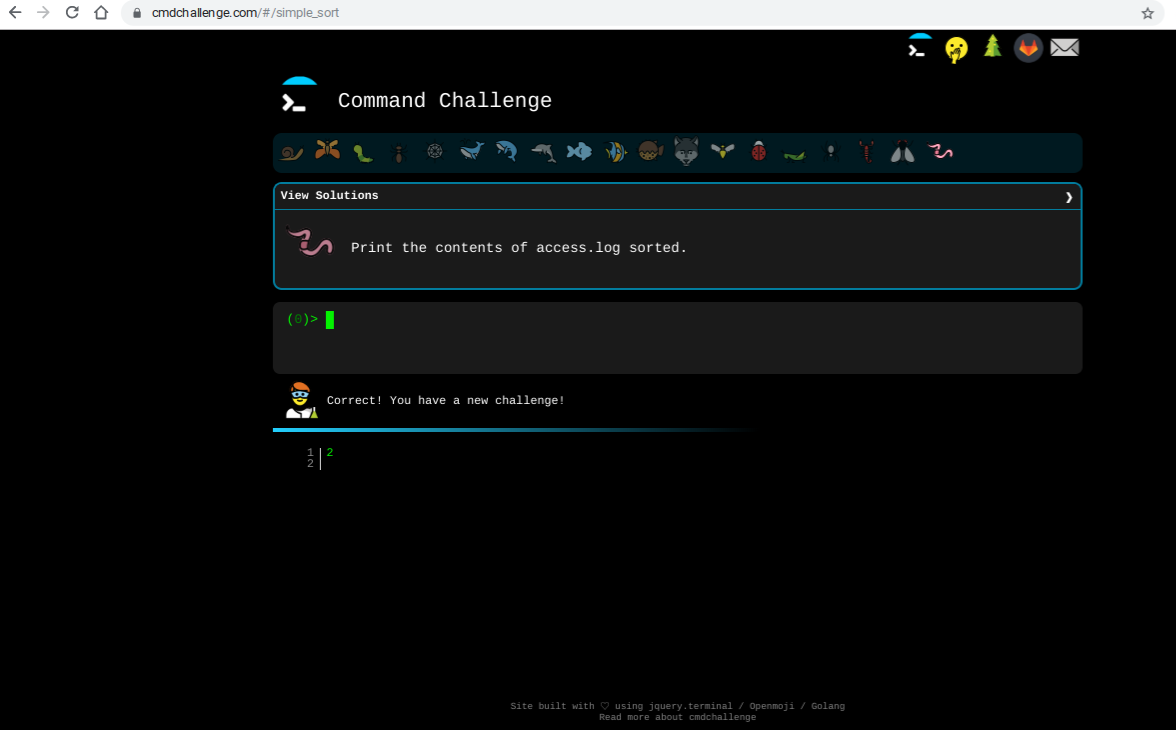 cmdchallenge.com/#/simple_sort
Command Challenge
View Solutions
Print the contents of access.log sorted.
(0)>
Correct! You have a new challenge!
1 2
2
Site built with ♡ using jquery.terminal / Openmoji / Golang
Read more about cmdchallenge